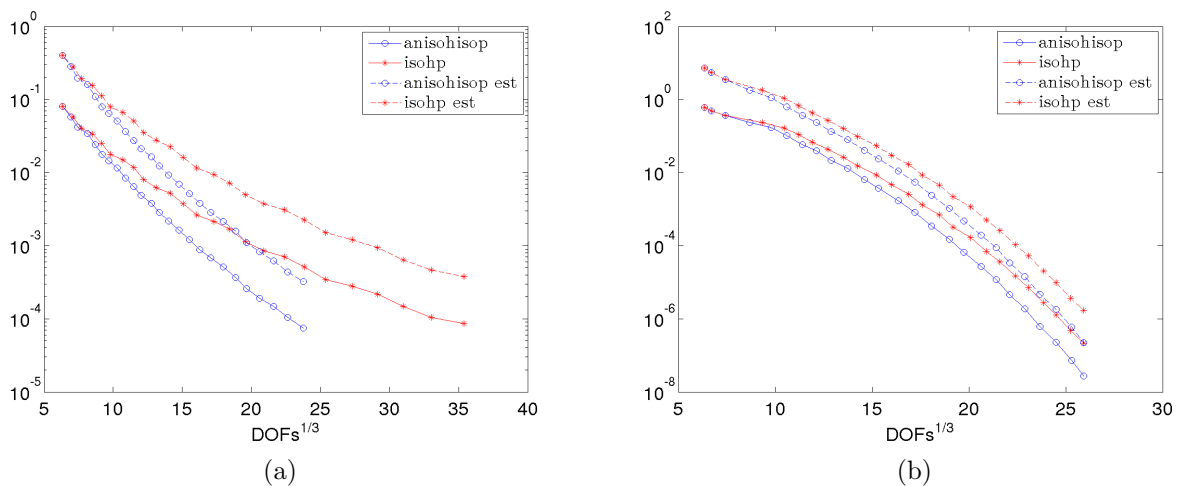 10^0
10^-1
10^-2
10^-3
10^-4
10^-5
5 10 15 20 25 30 35 40
DOFs^1/3
anisohisop
isohp
anisohisop est
isohp est
(a)
10^2
10^0
10^-2
10^-4
10^-6
10^-8
5 10 15 20 25 30
DOFs^1/3
anisohisop
isohp
anisohisop est
isohp est
(b)